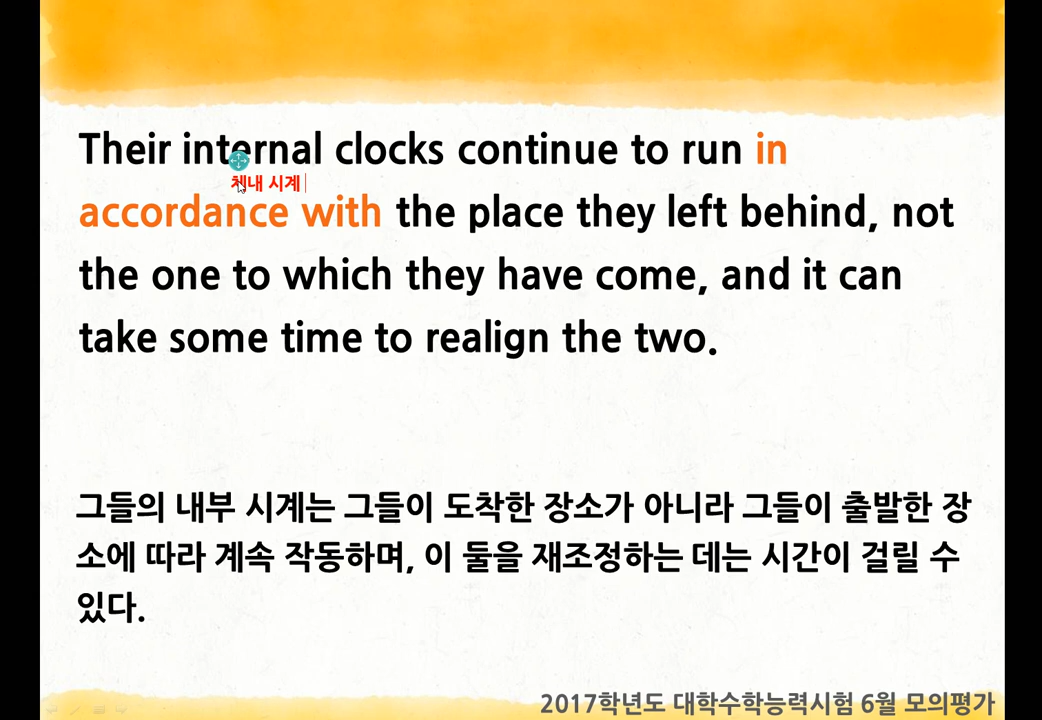 Their internal clocks continue to run in
체내 시계
accordance with the place they left behind, not
the one to which they have come, and it can
take some time to realign the two.
그들의 내부 시계는 그들이 도착한 장소가 아니라 그들이 출발한 장
소에 따라 계속 작동하며, 이 둘을 재조정하는 데는 시간이 걸릴 수
있다.
2017학년도 대학수학능력시험 6월 모의평가